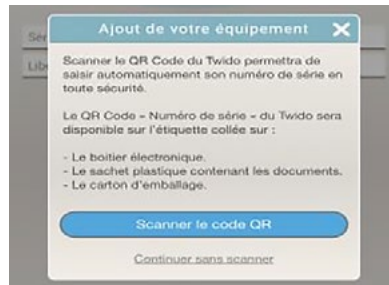 Ajout de votre équipement
Scanner le QR Code du Twido permettra de
saisir automatiquement son numéro de série en
toute sécurité.
Le QR Code - Numéro de série - du Twido sera
disponible sur l'étiquette collée sur :
- Le boitier électronique.
- Le sachet plastique contenant les documents.
- Le carton d'emballage.
Scanner le code QR
Continuer sans scanner